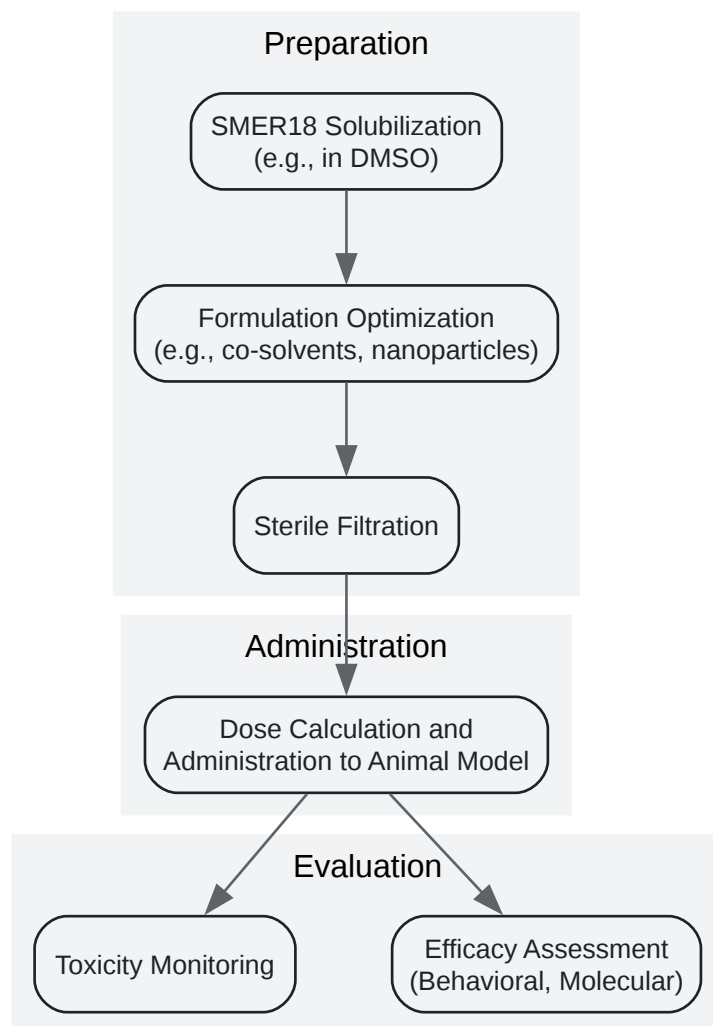 Preparation
SMER18 Solubilization
(e.g., in DMSO)
Formulation Optimization
(e.g., co-solvents, nanoparticles)
Sterile Filtration
Administration
Dose Calculation and
Administration to Animal Model
Evaluation
Toxicity Monitoring
Efficacy Assessment
(Behavioral, Molecular)